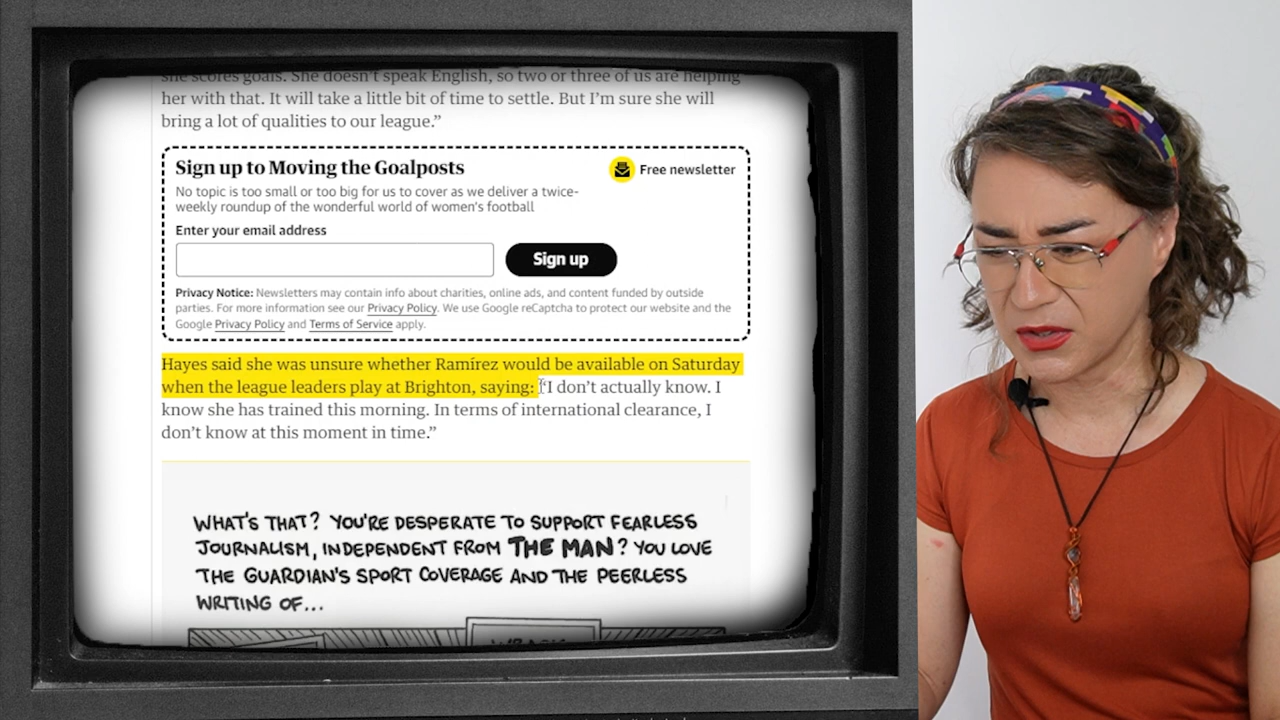 she scores goals. She doesn't speak English, so two or three of us are helping
her with that. It will take a little bit of time to settle. But I'm sure she will
bring a lot of qualities to our league.”
Sign up to Moving the Goalposts
Free newsletter
No topic is too small or too big for us to cover as we deliver a twice-
weekly roundup of the wonderful world of women's football
Enter your email address
Sign up
Privacy Notice: Newsletters may contain info about charities, online ads, and content funded by outside
parties. For more information see our Privacy Policy. We use Google reCaptcha to protect our website and the
Google Privacy Policy and Terms of Service apply.
Hayes said she was unsure whether Ramírez would be available on Saturday
when the league leaders play at Brighton, saying: “I don't actually know. I
know she has trained this morning. In terms of international clearance, I
don't know at this moment in time.”
WHAT'S THAT? YOU'RE DESPERATE TO SUPPORT FEARLESS
JOURNALISM, INDEPENDENT FROM THE MAN? YOU LOVE
THE GUARDIAN'S SPORT COVERAGE AND THE PEERLESS
WRITING OF...